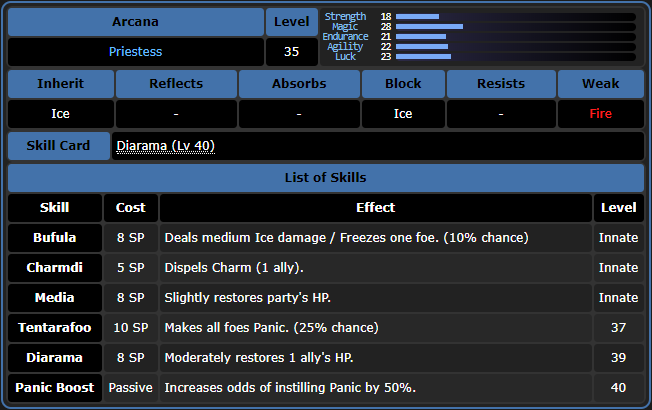 Arcana Level
Priestess 35
Strength 18
Magic 28
Endurance 21
Agility 22
Luck 23
Inherit Reflects Absorbs Block Resists Weak
Ice - - Ice - Fire
Skill Card Diarama (Lv 40)
List of Skills
Skill Cost Effect Level
Bufula 8 SP Deals medium Ice damage / Freezes one foe. (10% chance) Innate
Charmdi 5 SP Dispels Charm (1 ally). Innate
Media 8 SP Slightly restores party's HP. Innate
Tentarafoo 10 SP Makes all foes Panic. (25% chance) 37
Diarama 8 SP Moderately restores 1 ally's HP. 39
Panic Boost Passive Increases odds of instilling Panic by 50%. 40